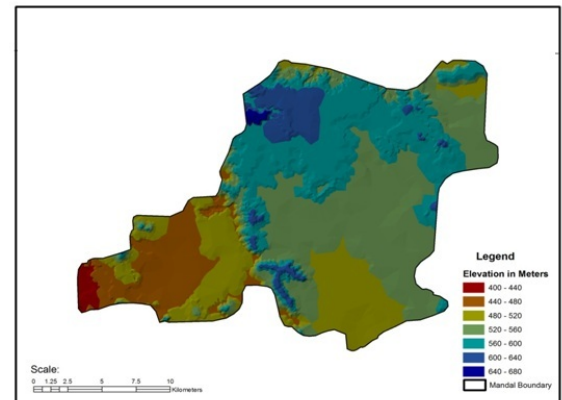 Legend
Elevation in Meters
400 - 440
440 - 480
480 - 520
520 - 560
560 - 600
600 - 640
640 - 680
Mandal Boundary
Scale:
0 1.25 2.5 5 7.5 10
Kilometers